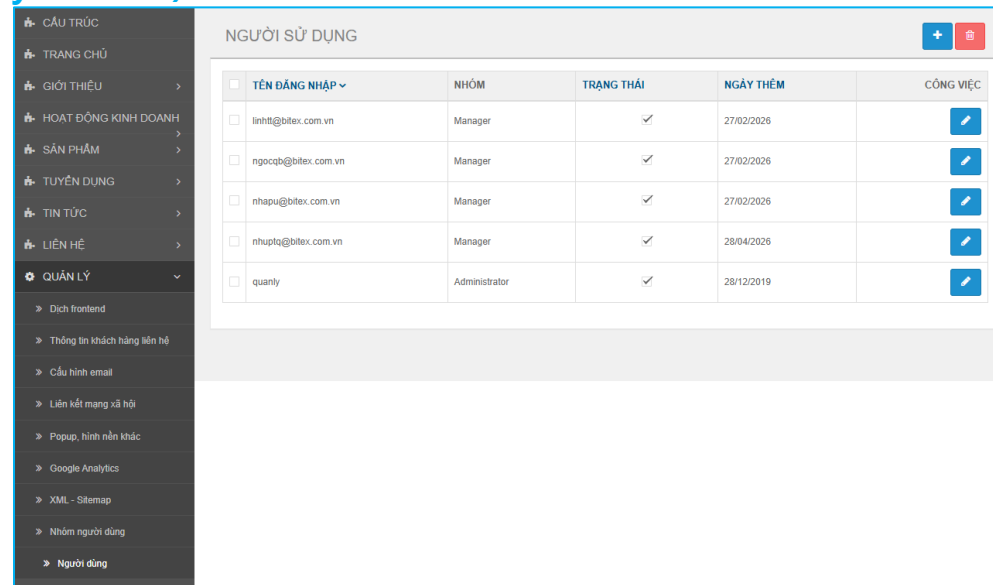 CẤU TRÚC
TRANG CHỦ
GIỚI THIỆU
HOẠT ĐỘNG KINH DOANH
SẢN PHẨM
TUYỂN DỤNG
TIN TỨC
LIÊN HỆ
QUẢN LÝ
Dịch frontend
Thông tin khách hàng liên hệ
Cấu hình email
Liên kết mạng xã hội
Popup, hình nền khác
Google Analytics
XML - Sitemap
Nhóm người dùng
Người dùng
NGƯỜI SỬ DỤNG
TÊN ĐĂNG NHẬP NHÓM TRẠNG THÁI NGÀY THÊM CÔNG VIỆC
linhtt@bitex.com.vn Manager 27/02/2026
ngocqb@bitex.com.vn Manager 27/02/2026
nhapu@bitex.com.vn Manager 27/02/2026
nhuptq@bitex.com.vn Manager 28/04/2026
quanly Administrator 28/12/2019